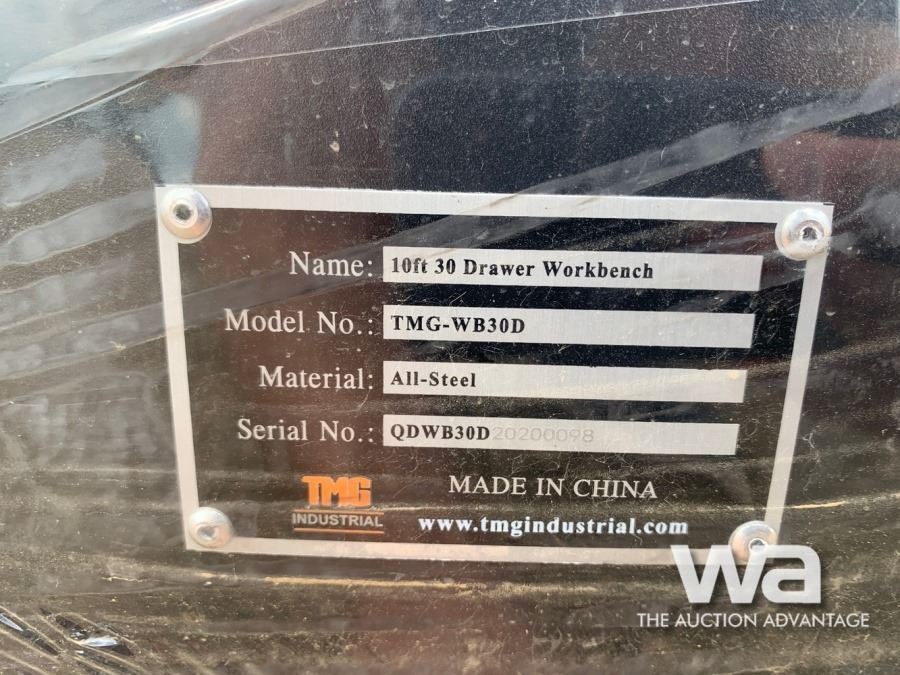 Name: 10ft 30 Drawer Workbench
Model No.: TMG-WB30D
Material: All-Steel
Serial No.: QDWB30D20200098
TMG
INDUSTRIAL
MADE IN CHINA
www.tmgindustrial.com
wa
THE AUCTION ADVANTAGE